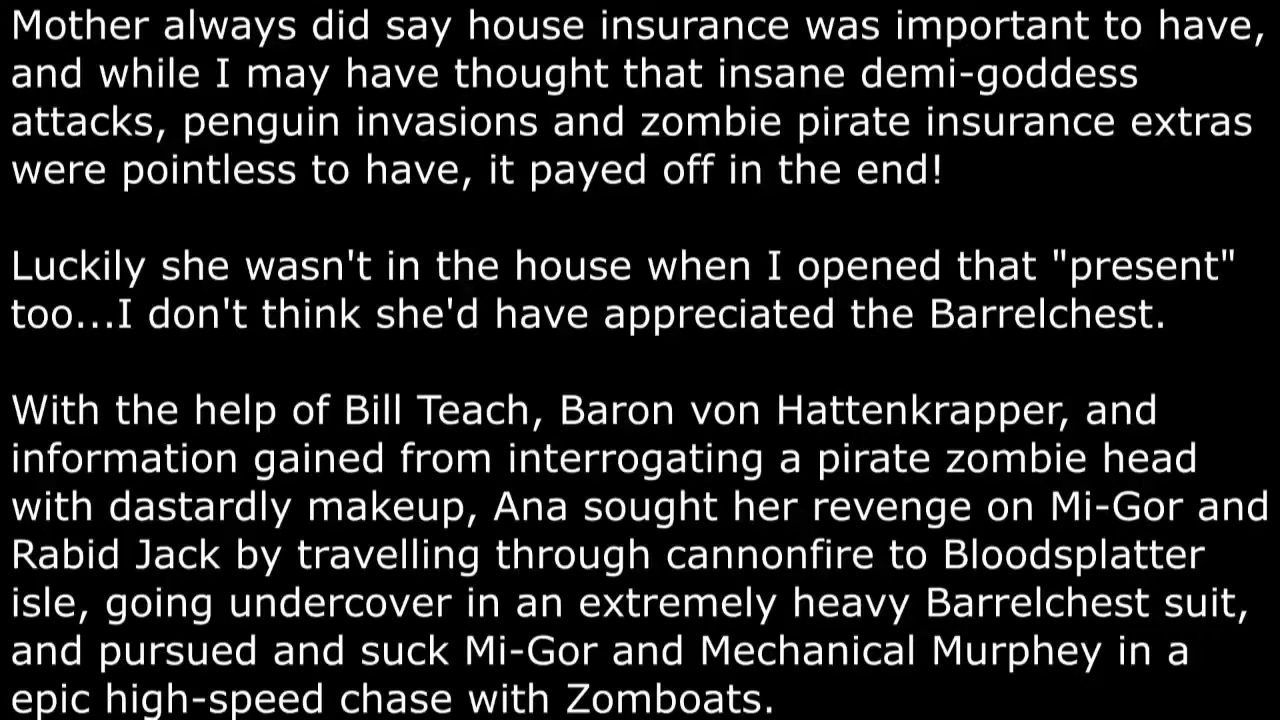 Mother always did say house insurance was important to have,
and while I may have thought that insane demi-goddess
attacks, penguin invasions and zombie pirate insurance extras
were pointless to have, it payed off in the end!
Luckily she wasn't in the house when I opened that "present"
too...I don't think she'd have appreciated the Barrelchest.
With the help of Bill Teach, Baron von Hattenkrapper, and
information gained from interrogating a pirate zombie head
with dastardly makeup, Ana sought her revenge on Mi-Gor and
Rabid Jack by travelling through cannonfire to Bloodsplatter
isle, going undercover in an extremely heavy Barrelchest suit,
and pursued and suck Mi-Gor and Mechanical Murphey in a
epic high-speed chase with Zomboats.